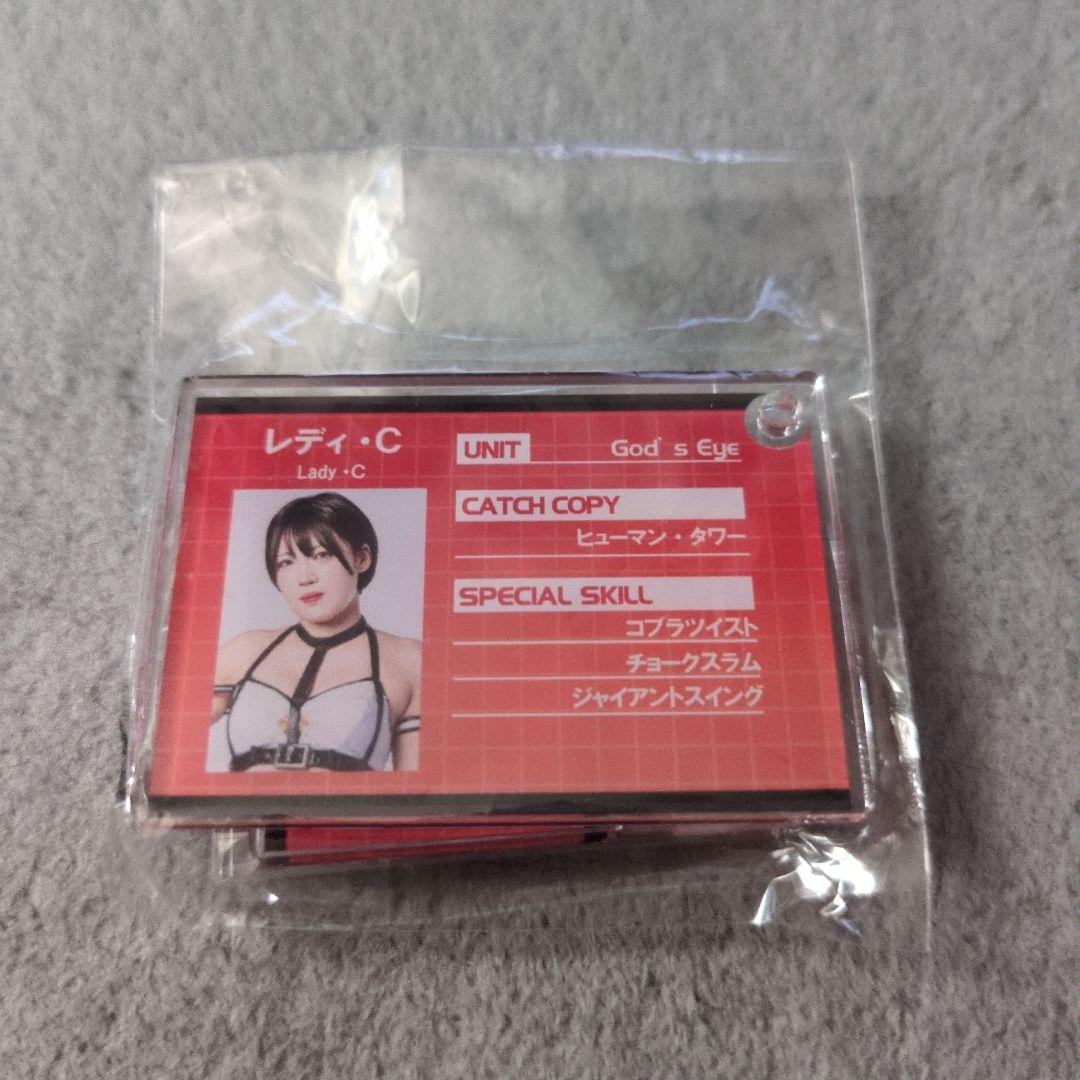 レディ・C
Lady・C
UNIT God's Eye
CATCH COPY
ヒューマン・タワー
SPECIAL SKILL
コブラツイスト
チョークスラム
ジャイアントスイング